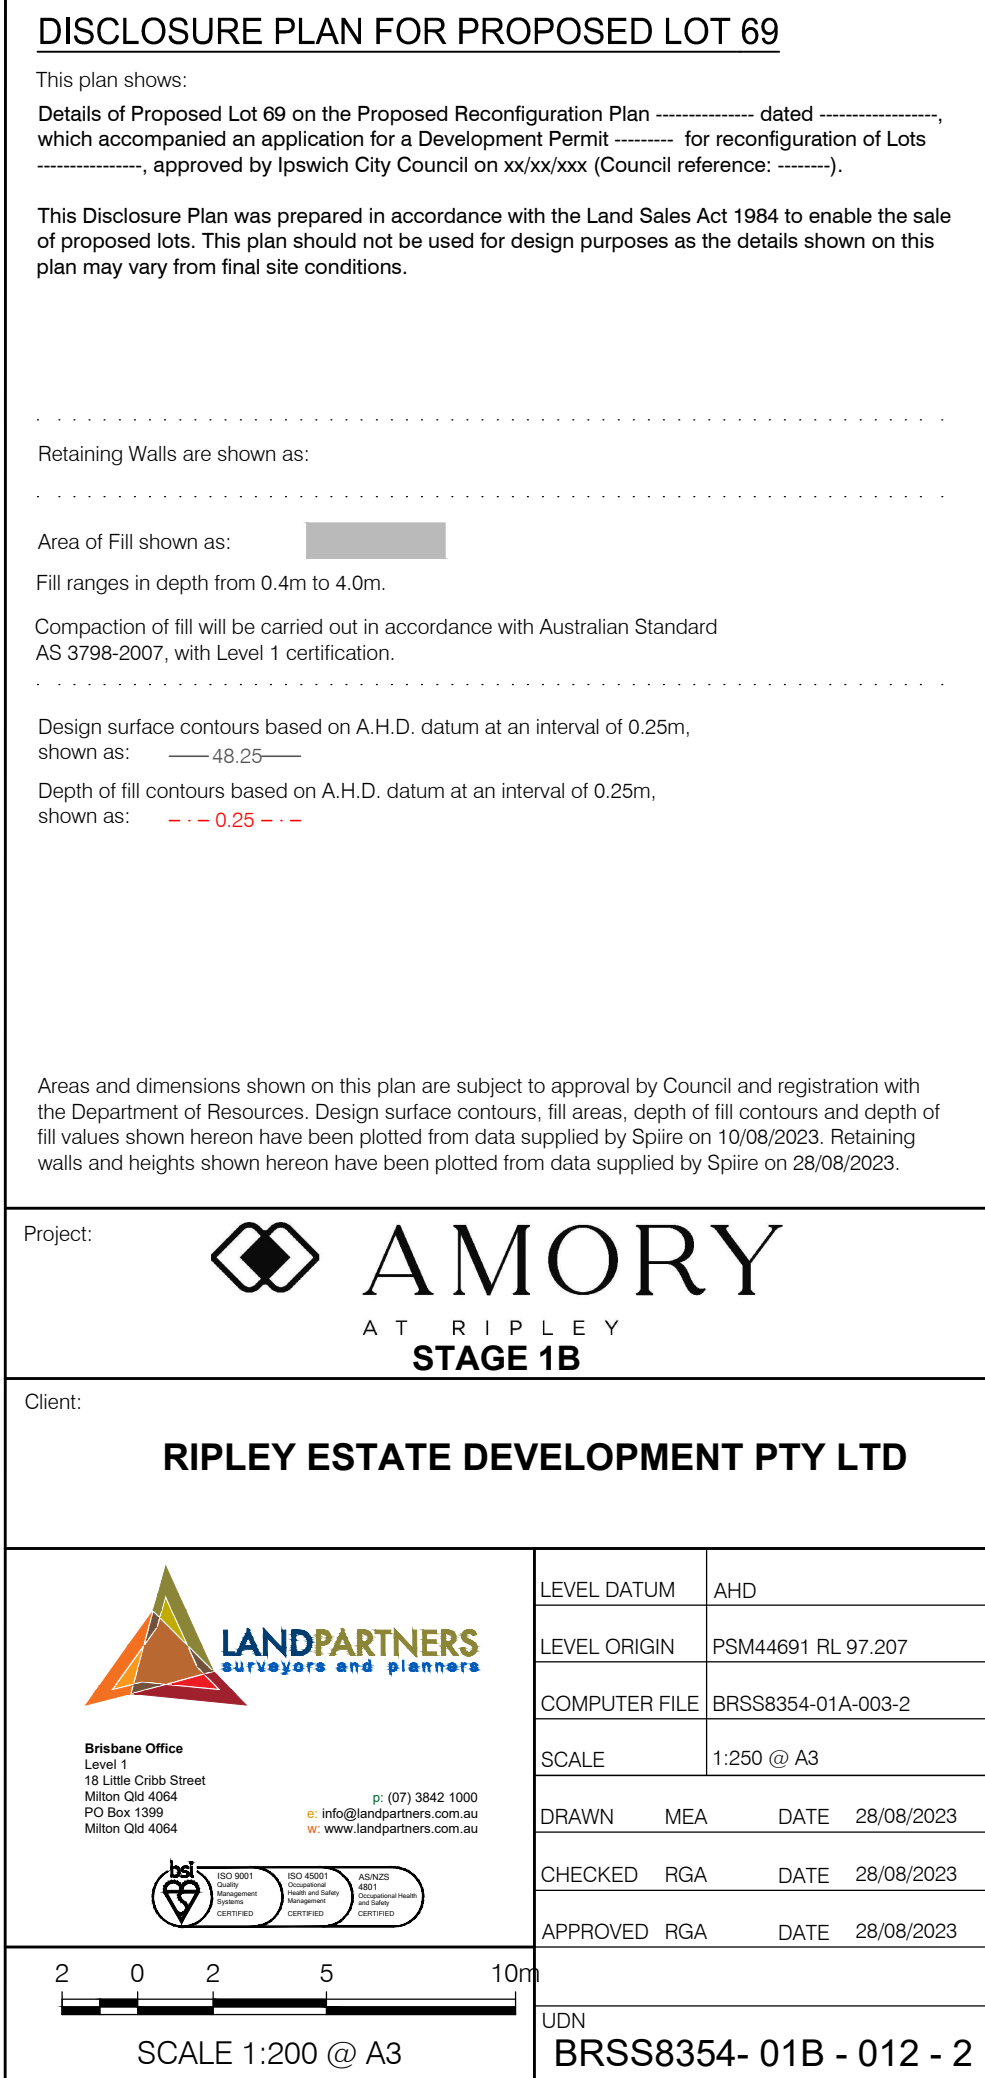 DISCLOSURE PLAN FOR PROPOSED LOT 69
This plan shows:
Details of Proposed Lot 69 on the Proposed Reconfiguration Plan --------------- dated ------------------,
which accompanied an application for a Development Permit --------- for reconfiguration of Lots
----------------, approved by Ipswich City Council on xx/xx/xxx (Council reference: --------).
This Disclosure Plan was prepared in accordance with the Land Sales Act 1984 to enable the sale
of proposed lots. This plan should not be used for design purposes as the details shown on this
plan may vary from final site conditions.
Retaining Walls are shown as:
Area of Fill shown as:
Fill ranges in depth from 0.4m to 4.0m.
Compaction of fill will be carried out in accordance with Australian Standard
AS 3798-2007, with Level 1 certification.
Design surface contours based on A.H.D. datum at an interval of 0.25m,
shown as: 48.25
Depth of fill contours based on A.H.D. datum at an interval of 0.25m,
shown as: 0.25
Areas and dimensions shown on this plan are subject to approval by Council and registration with
the Department of Resources. Design surface contours, fill areas, depth of fill contours and depth of
fill values shown hereon have been plotted from data supplied by Spiire on 10/08/2023. Retaining
walls and heights shown hereon have been plotted from data supplied by Spiire on 28/08/2023.
Project:
AMORY
AT RIPLEY
STAGE 1B
Client:
RIPLEY ESTATE DEVELOPMENT PTY LTD
LANDPARTNERS
surveyors and planners
Brisbane Office
Level 1
18 Little Cribb Street
Milton Qld 4064
PO Box 1399
Milton Qld 4064
p: (07) 3842 1000
e: info@landpartners.com.au
w: www.landpartners.com.au
bsi
ISO 9001
Quality
Management
Systems
CERTIFIED
ISO 45001
Occupational
Health and Safety
Management
CERTIFIED
AS/NZS
4801
Occupational Health
and Safety
CERTIFIED
LEVEL DATUM AHD
LEVEL ORIGIN PSM44691 RL 97.207
COMPUTER FILE BRSS8354-01A-003-2
SCALE 1:250 @ A3
DRAWN MEA DATE 28/08/2023
CHECKED RGA DATE 28/08/2023
APPROVED RGA DATE 28/08/2023
2 0 2 5 10m
SCALE 1:200 @ A3
UDN
BRSS8354- 01B - 012 - 2